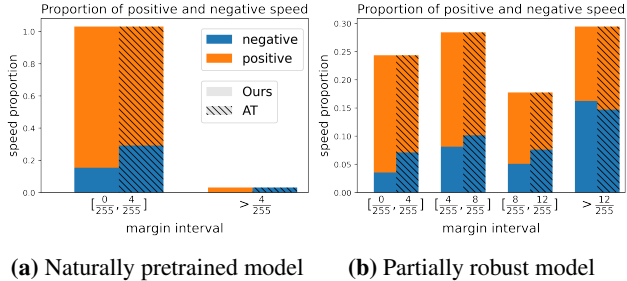 Proportion of positive and negative speed
speed proportion
1.0
0.8
0.6
0.4
0.2
0.0
negative
positive
Ours
AT
[0/255, 4/255]
> 4/255
margin interval
(a) Naturally pretrained model
Proportion of positive and negative speed
speed proportion
0.30
0.25
0.20
0.15
0.10
0.05
0.00
[0/255, 4/255] [4/255, 8/255] [8/255, 12/255] > 12/255
margin interval
(b) Partially robust model